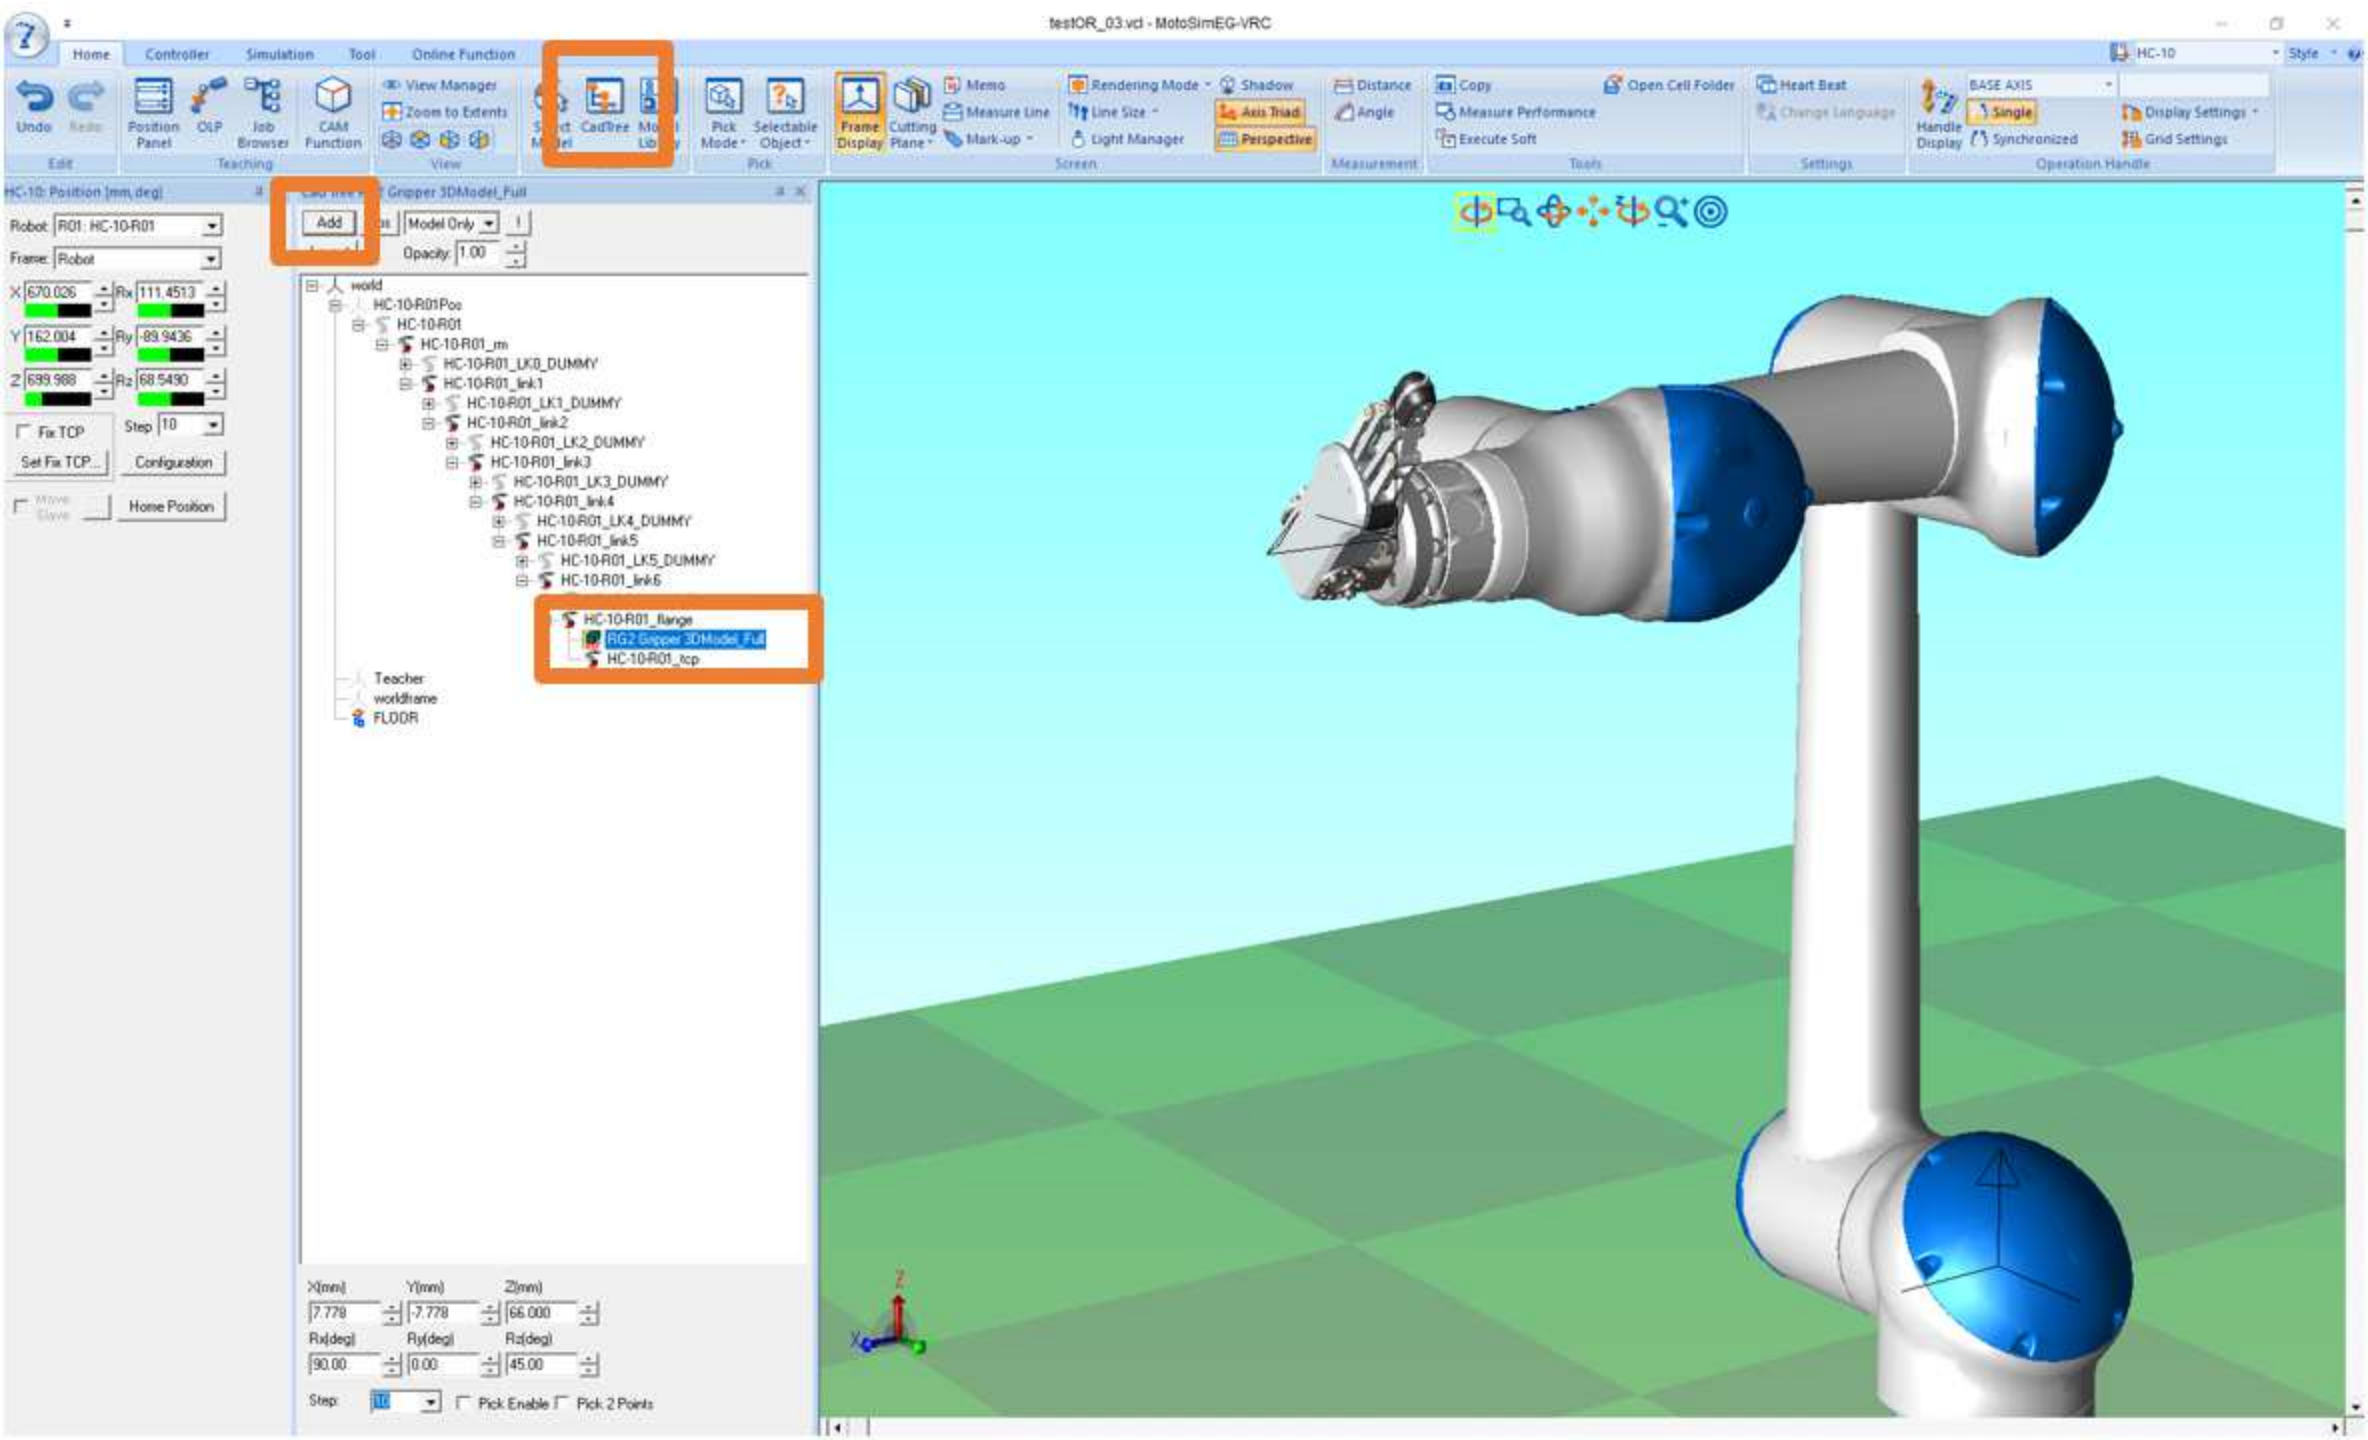 testOR_03.vcl - MotoSimEG-VRC
Home Controller Simulation Tool Online Function HC-10 Style
Undo Redo
Edit
Position Panel OLP Job Browser CAM Function
Teaching
View Manager
Zoom to Extents
View
CadTree
Pick Mode Selectable Object
Pick
Frame Display Cutting Plane
Memo
Measure Line
Mark-up
Rendering Mode
Line Size
Light Manager
Shadow
Axis Triad
Perspective
Screen
Distance
Angle
Measurement
Copy
Measure Performance
Execute Soft
Open Cell Folder
Tools
Heart Beat
Change Language
Settings
Handle Display
BASE AXIS
Single
Synchronized
Display Settings
Grid Settings
Operation Handle
HC-10: Position [mm,deg]
Robot: R01: HC-10-R01
Frame: Robot
X 670.026 Rx 111.4513
Y 162.004 Ry -89.9436
Z 699.988 Rz 68.5490
Fix TCP Step 10
Set Fix TCP... Configuration
Move Slave Home Position
Gripper 3DModel_Full
Add Model Only
Opacity: 1.00
world
HC-10-R01Pos
HC-10-R01
HC-10-R01_rm
HC-10-R01_LK0_DUMMY
HC-10-R01_link1
HC-10-R01_LK1_DUMMY
HC-10-R01_link2
HC-10-R01_LK2_DUMMY
HC-10-R01_link3
HC-10-R01_LK3_DUMMY
HC-10-R01_link4
HC-10-R01_LK4_DUMMY
HC-10-R01_link5
HC-10-R01_LK5_DUMMY
HC-10-R01_link6
HC-10-R01_flange
RG2 Gripper 3DModel_Full
HC-10-R01_tcp
Teacher
worldframe
FLOOR
X(mm) Y(mm) Z(mm)
7.778 -7.778 66.000
Rx(deg) Ry(deg) Rz(deg)
90.00 0.00 45.00
Step: 10 Pick Enable Pick 2 Points
Z
X